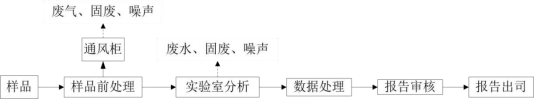 废气、固废、噪声
通风柜
废水、固废、噪声
样品
样品前处理
实验室分析
数据处理
报告审核
报告出司